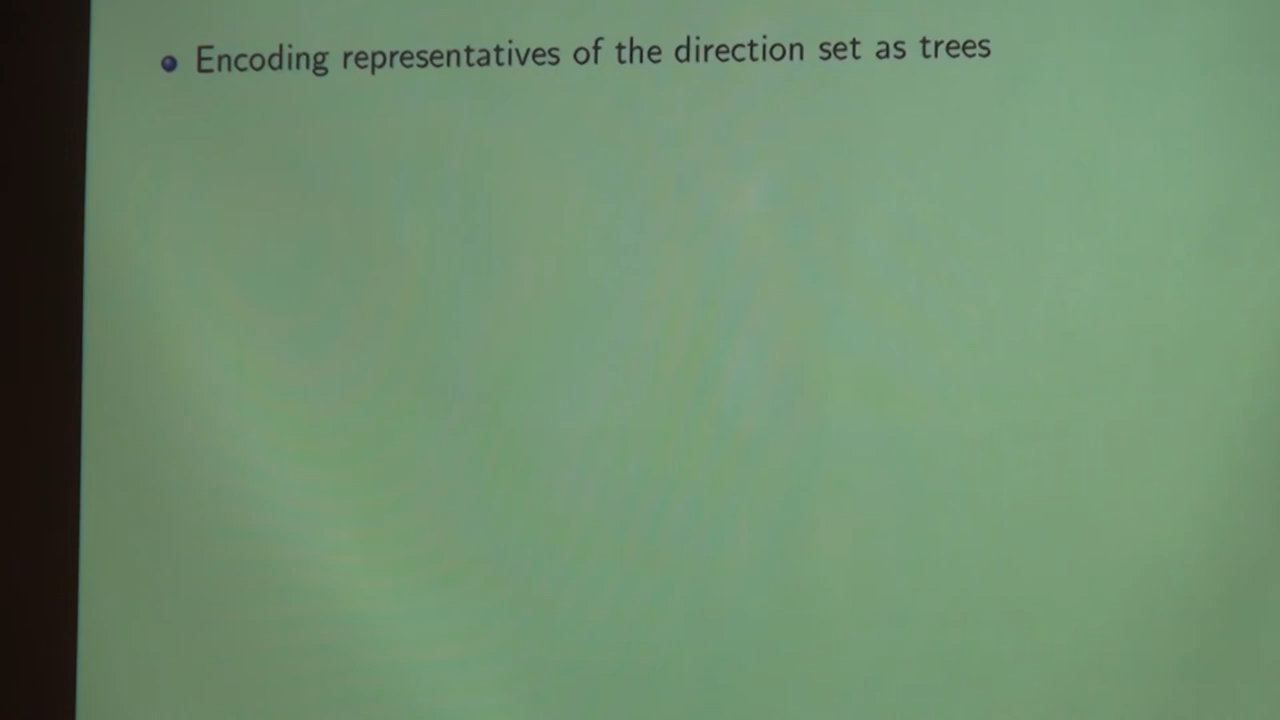 Encoding representatives of the direction set as trees